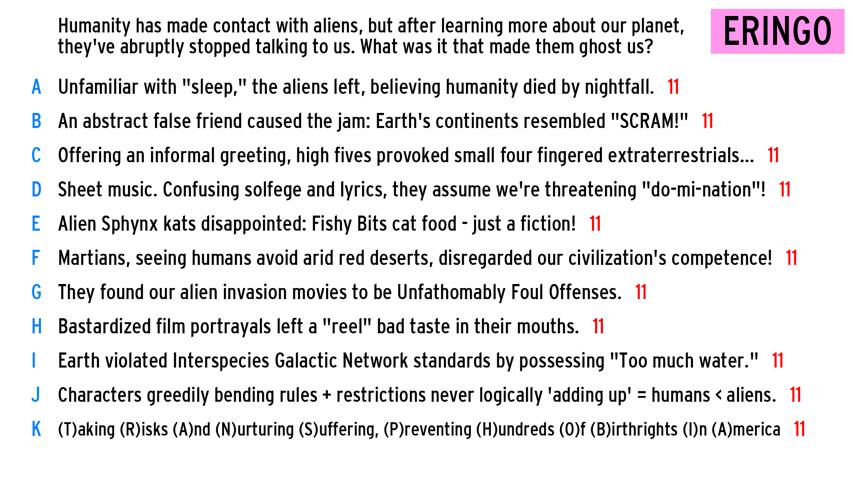 Humanity has made contact with aliens, but after learning more about our planet,
they've abruptly stopped talking to us. What was it that made them ghost us?
ERINGO
A Unfamiliar with "sleep," the aliens left, believing humanity died by nightfall. 11
B An abstract false friend caused the jam: Earth's continents resembled "SCRAM!" 11
C Offering an informal greeting, high fives provoked small four fingered extraterrestrials... 11
D Sheet music. Confusing solfege and lyrics, they assume we're threatening "do-mi-nation"! 11
E Alien Sphynx kats disappointed: Fishy Bits cat food - just a fiction! 11
F Martians, seeing humans avoid arid red deserts, disregarded our civilization's competence! 11
G They found our alien invasion movies to be Unfathomably Foul Offenses. 11
H Bastardized film portrayals left a "reel" bad taste in their mouths. 11
I Earth violated Interspecies Galactic Network standards by possessing "Too much water." 11
J Characters greedily bending rules + restrictions never logically 'adding up' = humans < aliens. 11
K (T)aking (R)isks (A)nd (N)urturing (S)uffering, (P)reventing (H)undreds (O)f (B)irthrights (I)n (A)merica 11